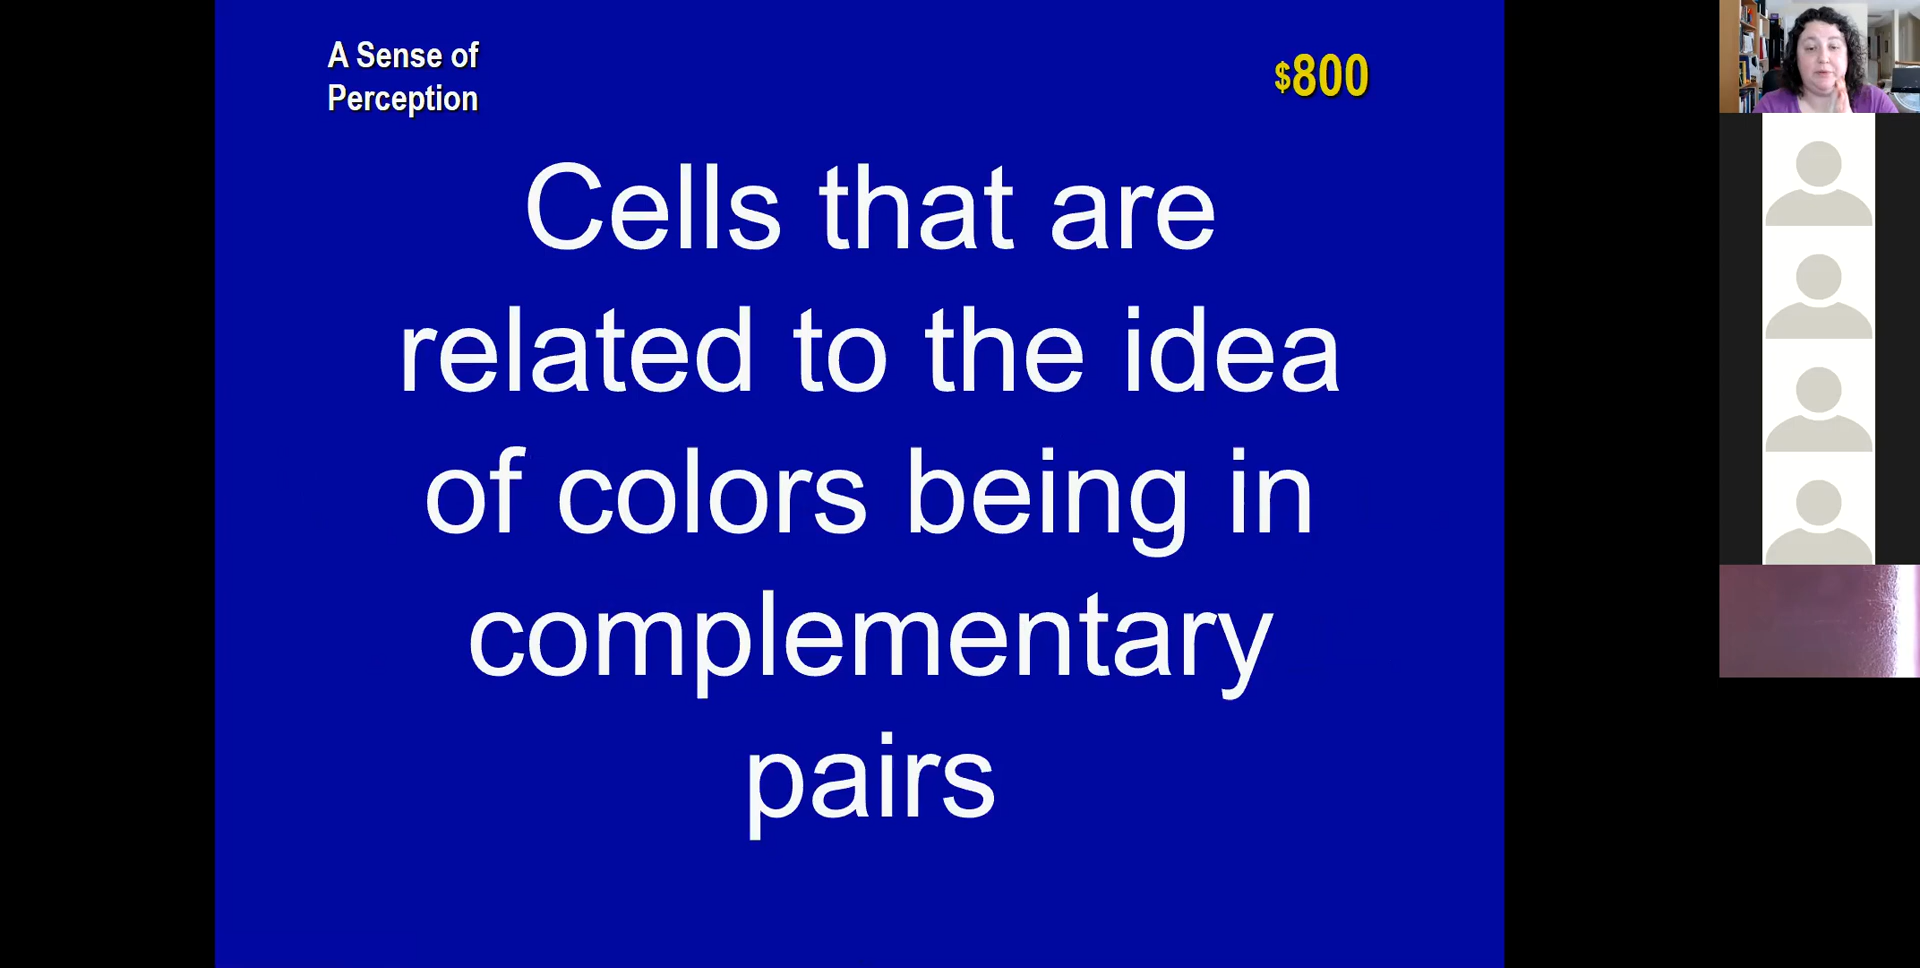 A Sense of
Perception
$800
Cells that are
related to the idea
of colors being in
complementary
pairs